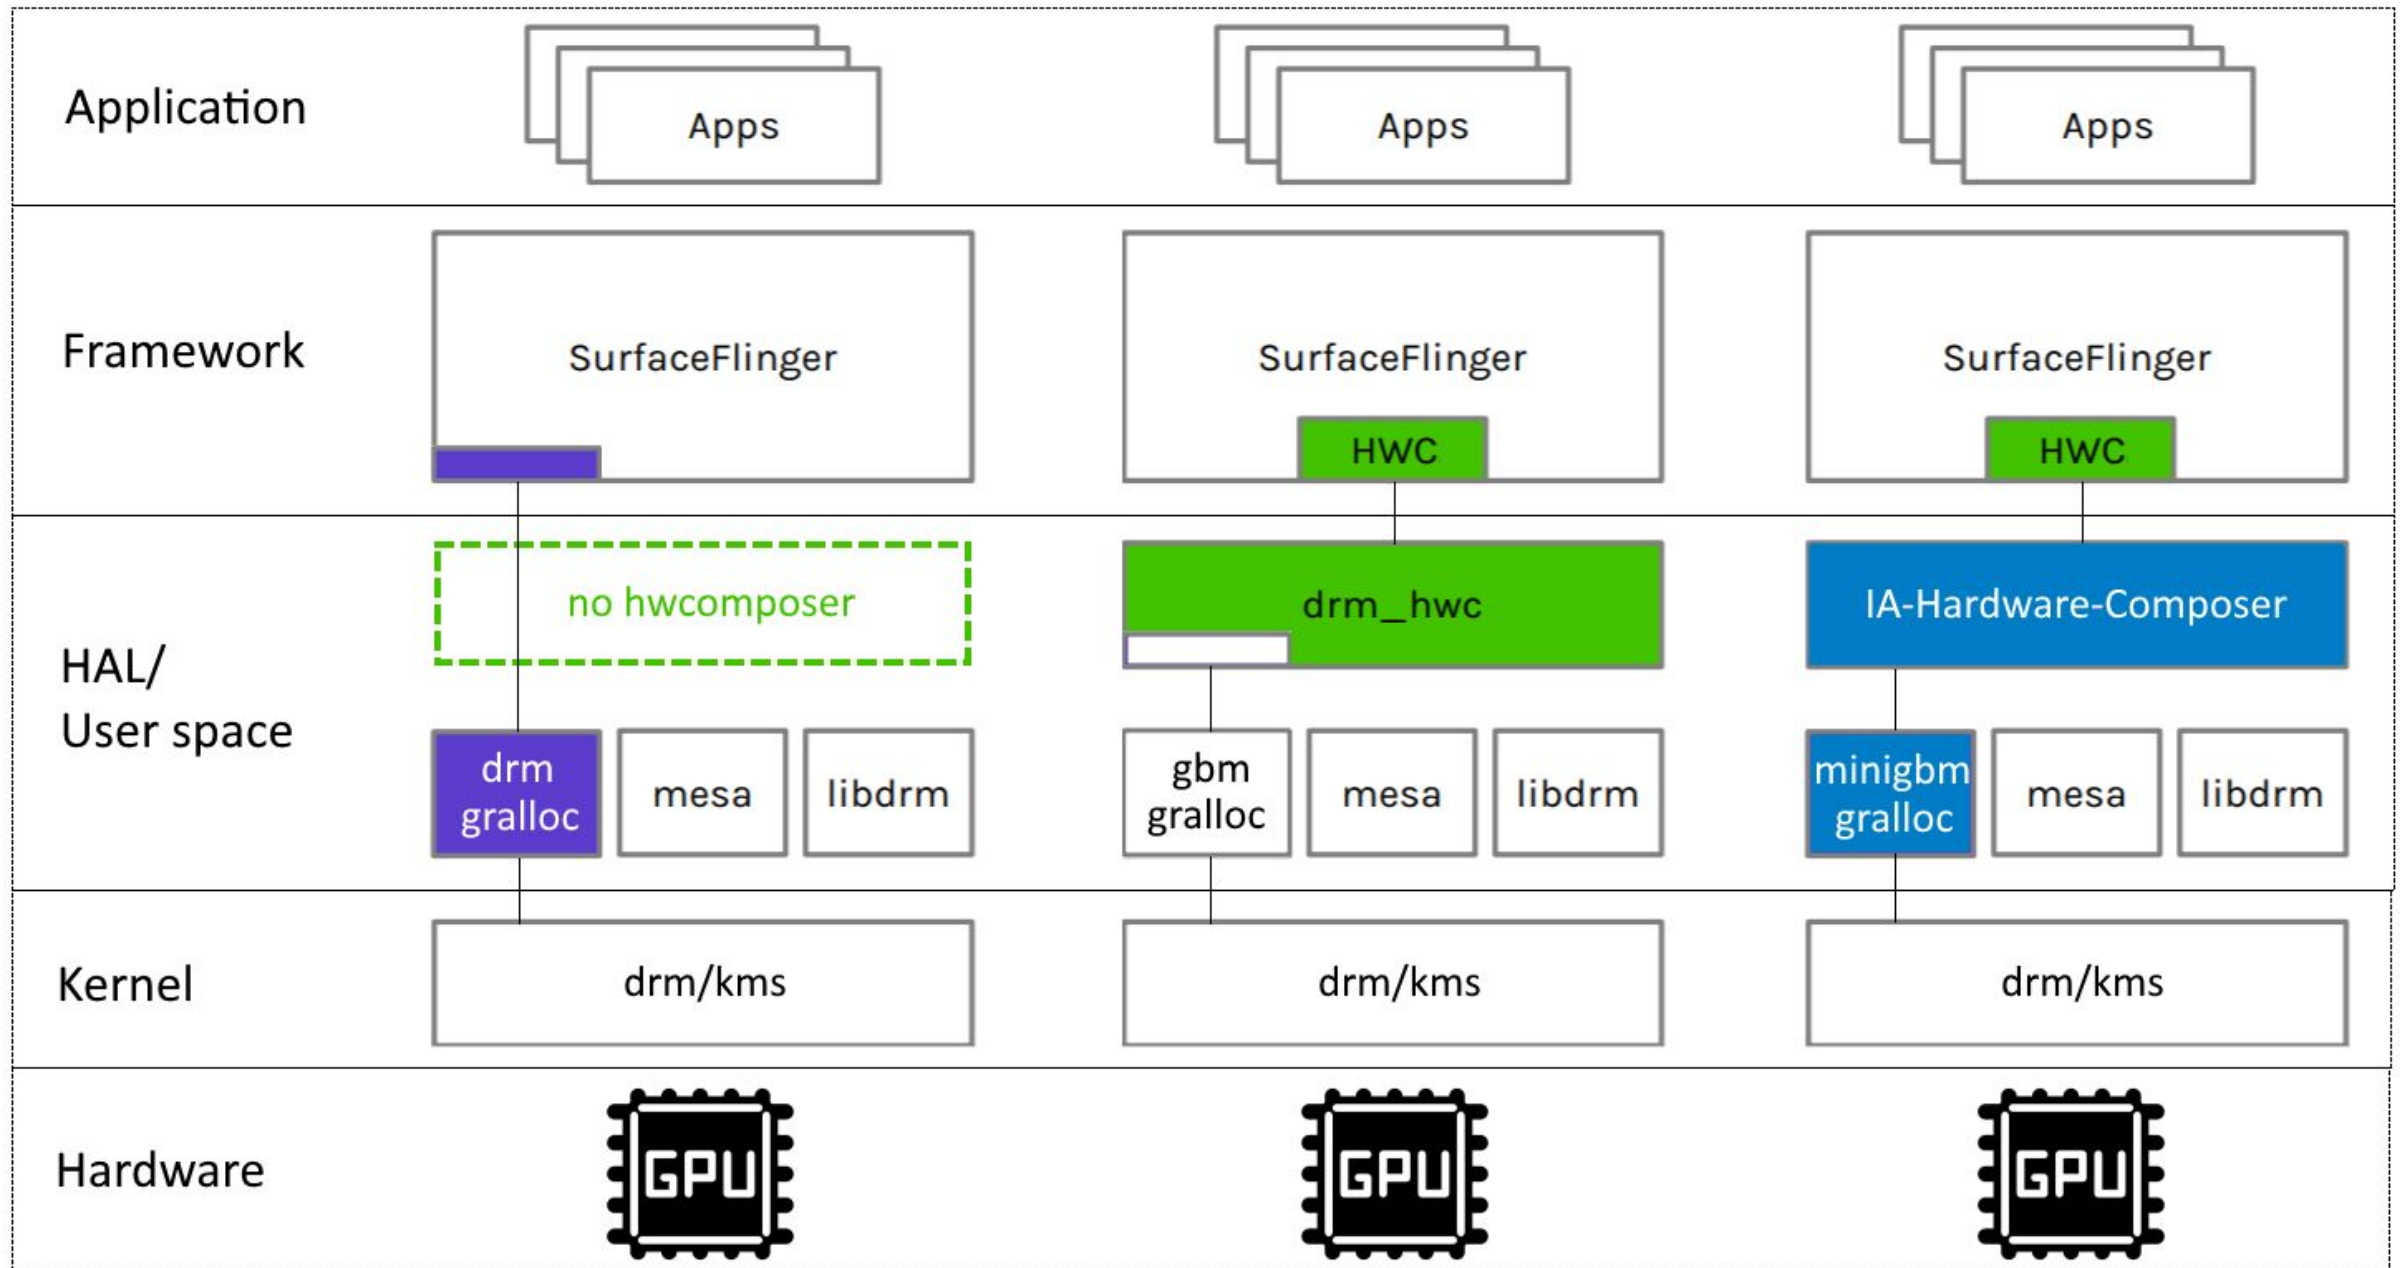 Application
Apps
Apps
Apps
Framework
SurfaceFlinger
SurfaceFlinger
HWC
SurfaceFlinger
HWC
HAL/
User space
no hwcomposer
drm_hwc
IA-Hardware-Composer
drm
gralloc
mesa
libdrm
gbm
gralloc
mesa
libdrm
minigbm
gralloc
mesa
libdrm
Kernel
drm/kms
drm/kms
drm/kms
Hardware
GPU
GPU
GPU